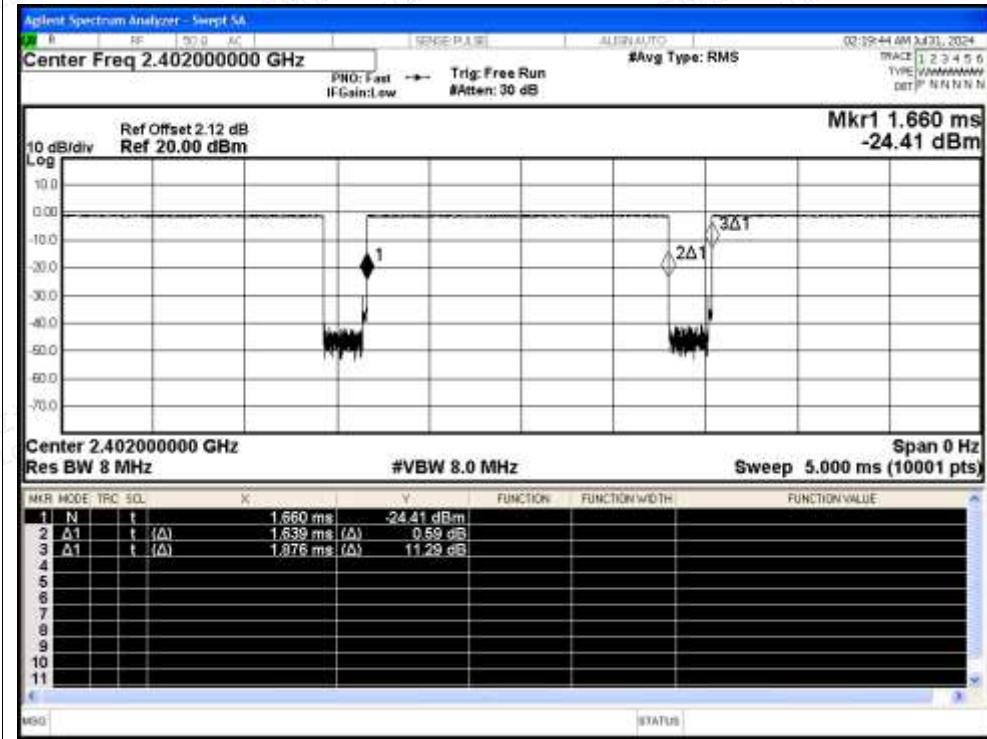 Agilent Spectrum Analyzer - Swept SA
R RF 50 Ω AC SENSE:PULSE ALIGN AUTO 02:19:44 AM Jul 31, 2024
Center Freq 2.402000000 GHz
#Avg Type: RMS
TRACE 1 2 3 4 5 6
PNO: Fast Trig: Free Run
TYPE
IFGain:Low #Atten: 30 dB
DET P N N N N N
Mkr1 1.660 ms
Ref Offset 2.12 dB
10 dB/div Ref 20.00 dBm
-24.41 dBm
Log
10.0
0.00
-10.0
-20.0
-30.0
-40.0
-50.0
-60.0
-70.0
1
2Δ1
3Δ1
Center 2.402000000 GHz Span 0 Hz
Res BW 8 MHz #VBW 8.0 MHz Sweep 5.000 ms (10001 pts)
MKR MODE TRC SCL X Y FUNCTION FUNCTION WIDTH FUNCTION VALUE
1 N t 1.660 ms -24.41 dBm
2 Δ1 t (Δ) 1.639 ms (Δ) 0.59 dB
3 Δ1 t (Δ) 1.876 ms (Δ) 11.29 dB
4
5
6
7
8
9
10
11
MSG STATUS